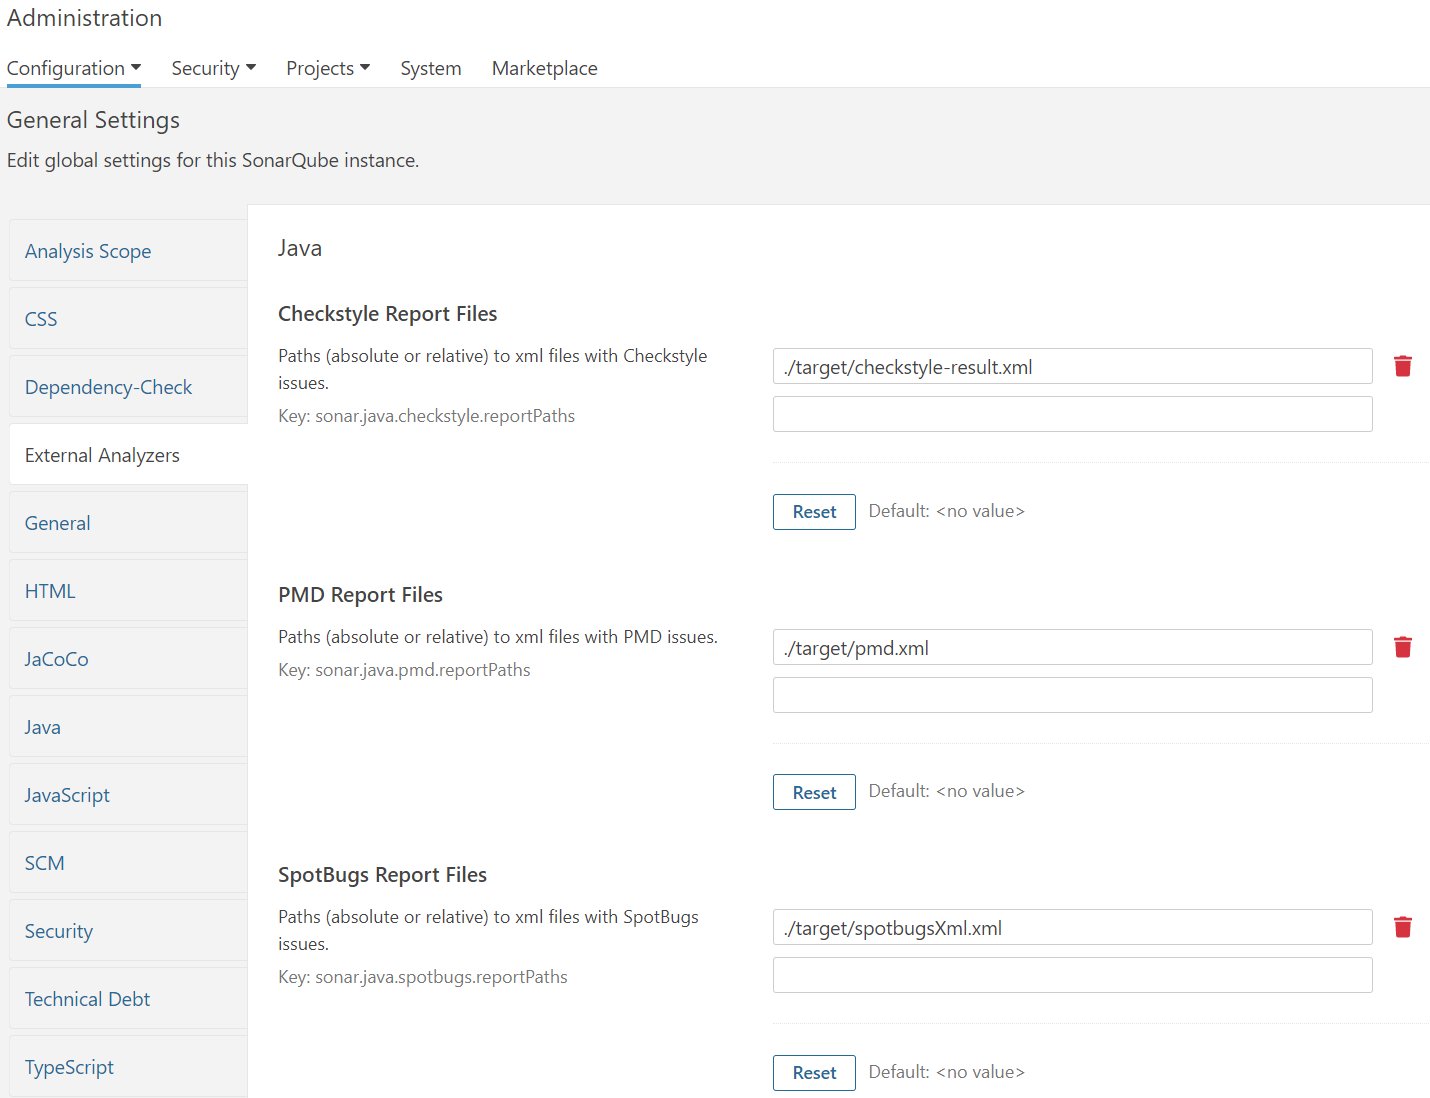 Administration
Configuration Security Projects System Marketplace
General Settings
Edit global settings for this SonarQube instance.
Analysis Scope
CSS
Dependency-Check
External Analyzers
General
HTML
JaCoCo
Java
JavaScript
SCM
Security
Technical Debt
TypeScript
Java
Checkstyle Report Files
Paths (absolute or relative) to xml files with Checkstyle
issues.
Key: sonar.java.checkstyle.reportPaths
./target/checkstyle-result.xml
Reset Default: <no value>
PMD Report Files
Paths (absolute or relative) to xml files with PMD issues.
Key: sonar.java.pmd.reportPaths
./target/pmd.xml
Reset Default: <no value>
SpotBugs Report Files
Paths (absolute or relative) to xml files with SpotBugs
issues.
Key: sonar.java.spotbugs.reportPaths
./target/spotbugsXml.xml
Reset Default: <no value>